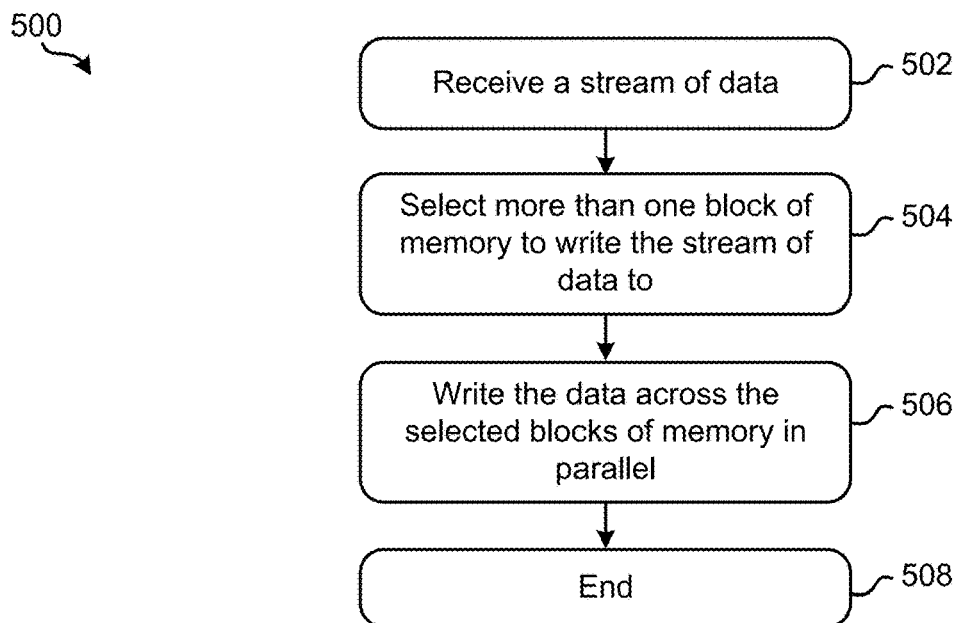 500
Receive a stream of data
502
Select more than one block of
memory to write the stream of
data to
504
Write the data across the
selected blocks of memory in
parallel
506
End
508